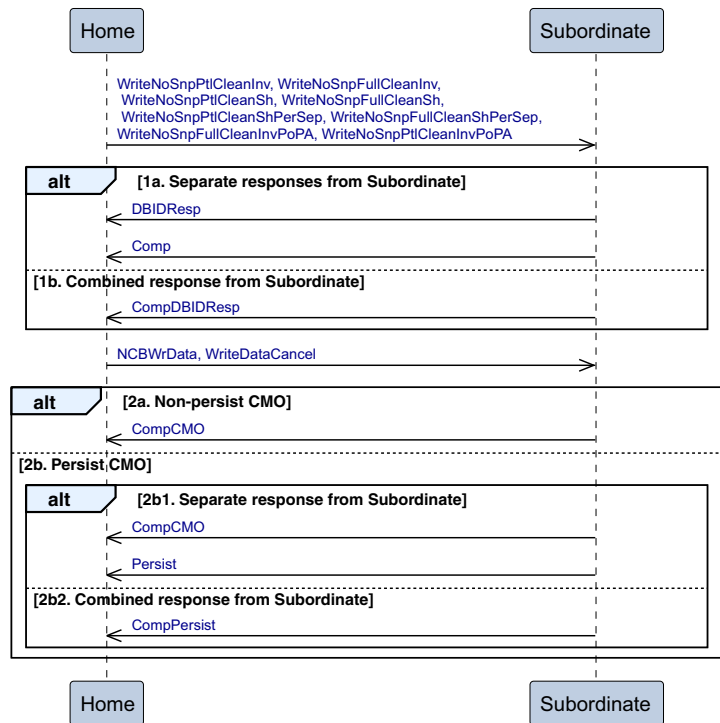 Home
Subordinate
WriteNoSnpPtlCleanInv, WriteNoSnpFullCleanInv,
WriteNoSnpPtlCleanSh, WriteNoSnpFullCleanSh,
WriteNoSnpPtlCleanShPerSep, WriteNoSnpFullCleanShPerSep,
WriteNoSnpFullCleanInvPoPA, WriteNoSnpPtlCleanInvPoPA
alt
[1a. Separate responses from Subordinate]
DBIDResp
Comp
[1b. Combined response from Subordinate]
CompDBIDResp
NCBWrData, WriteDataCancel
alt
[2a. Non-persist CMO]
CompCMO
[2b. Persist CMO]
alt
[2b1. Separate response from Subordinate]
CompCMO
Persist
[2b2. Combined response from Subordinate]
CompPersist
Home
Subordinate